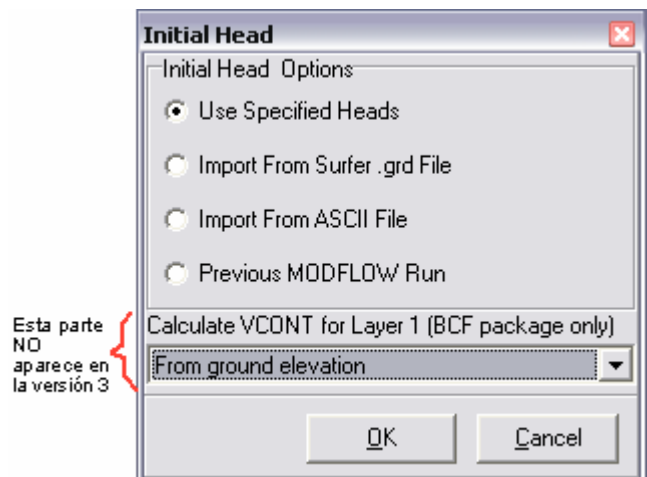 Initial Head
Initial Head Options
Use Specified Heads
Import From Surfer .grd File
Import From ASCII File
Previous MODFLOW Run
Esta parte
NO
aparece en
la versión 3
Calculate VCONT for Layer 1 (BCF package only)
From ground elevation
OK
Cancel